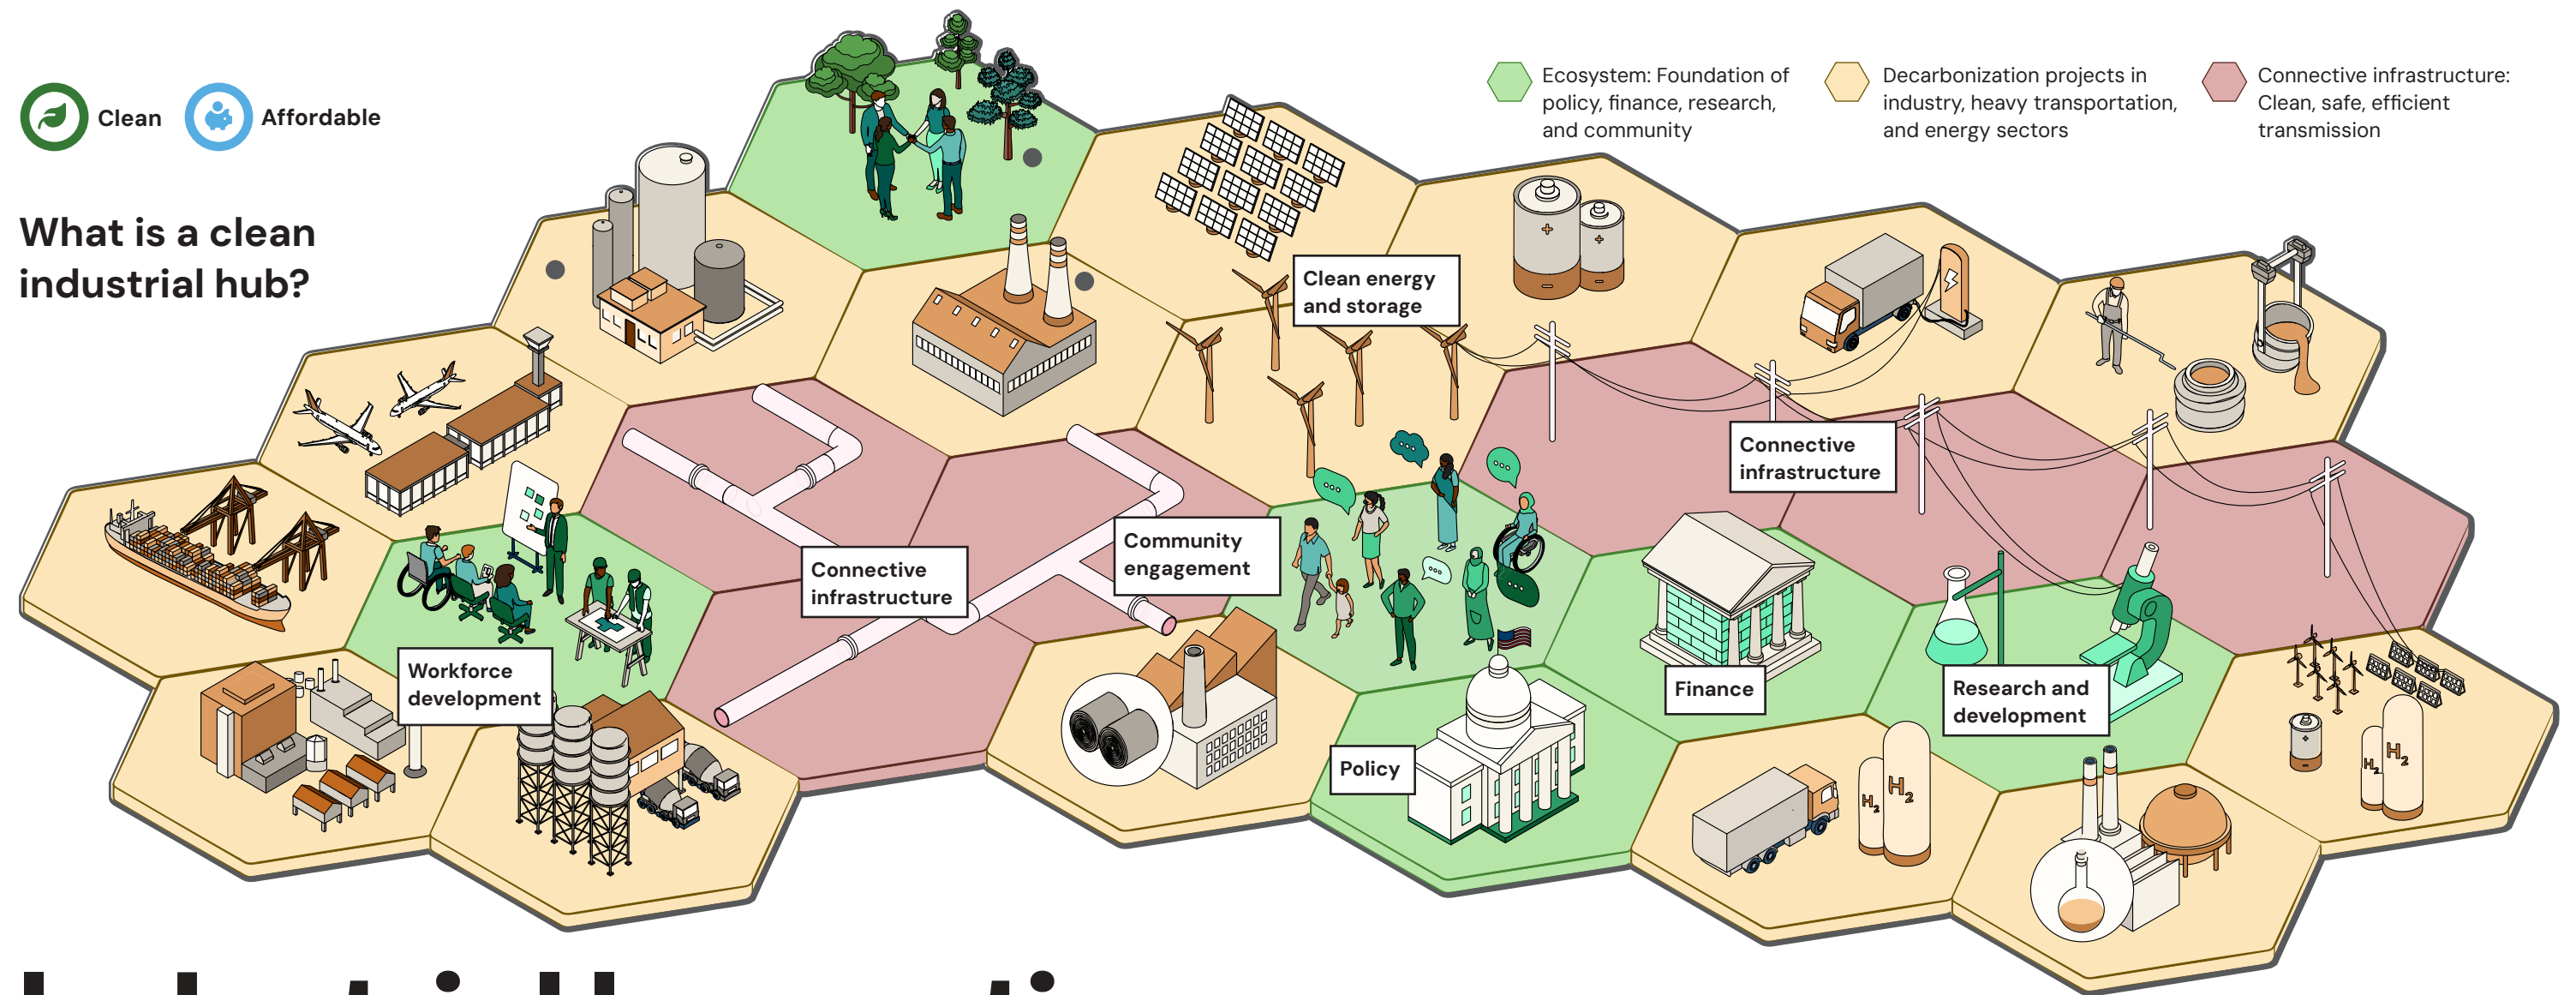 Clean
Affordable
What is a clean
industrial hub?
Ecosystem: Foundation of
policy, finance, research,
and community
Decarbonization projects in
industry, heavy transportation,
and energy sectors
Connective infrastructure:
Clean, safe, efficient
transmission
Clean energy
and storage
Connective
infrastructure
Community
engagement
Connective
infrastructure
Workforce
development
Finance
Research and
development
Policy
H2
H2
H2
H2